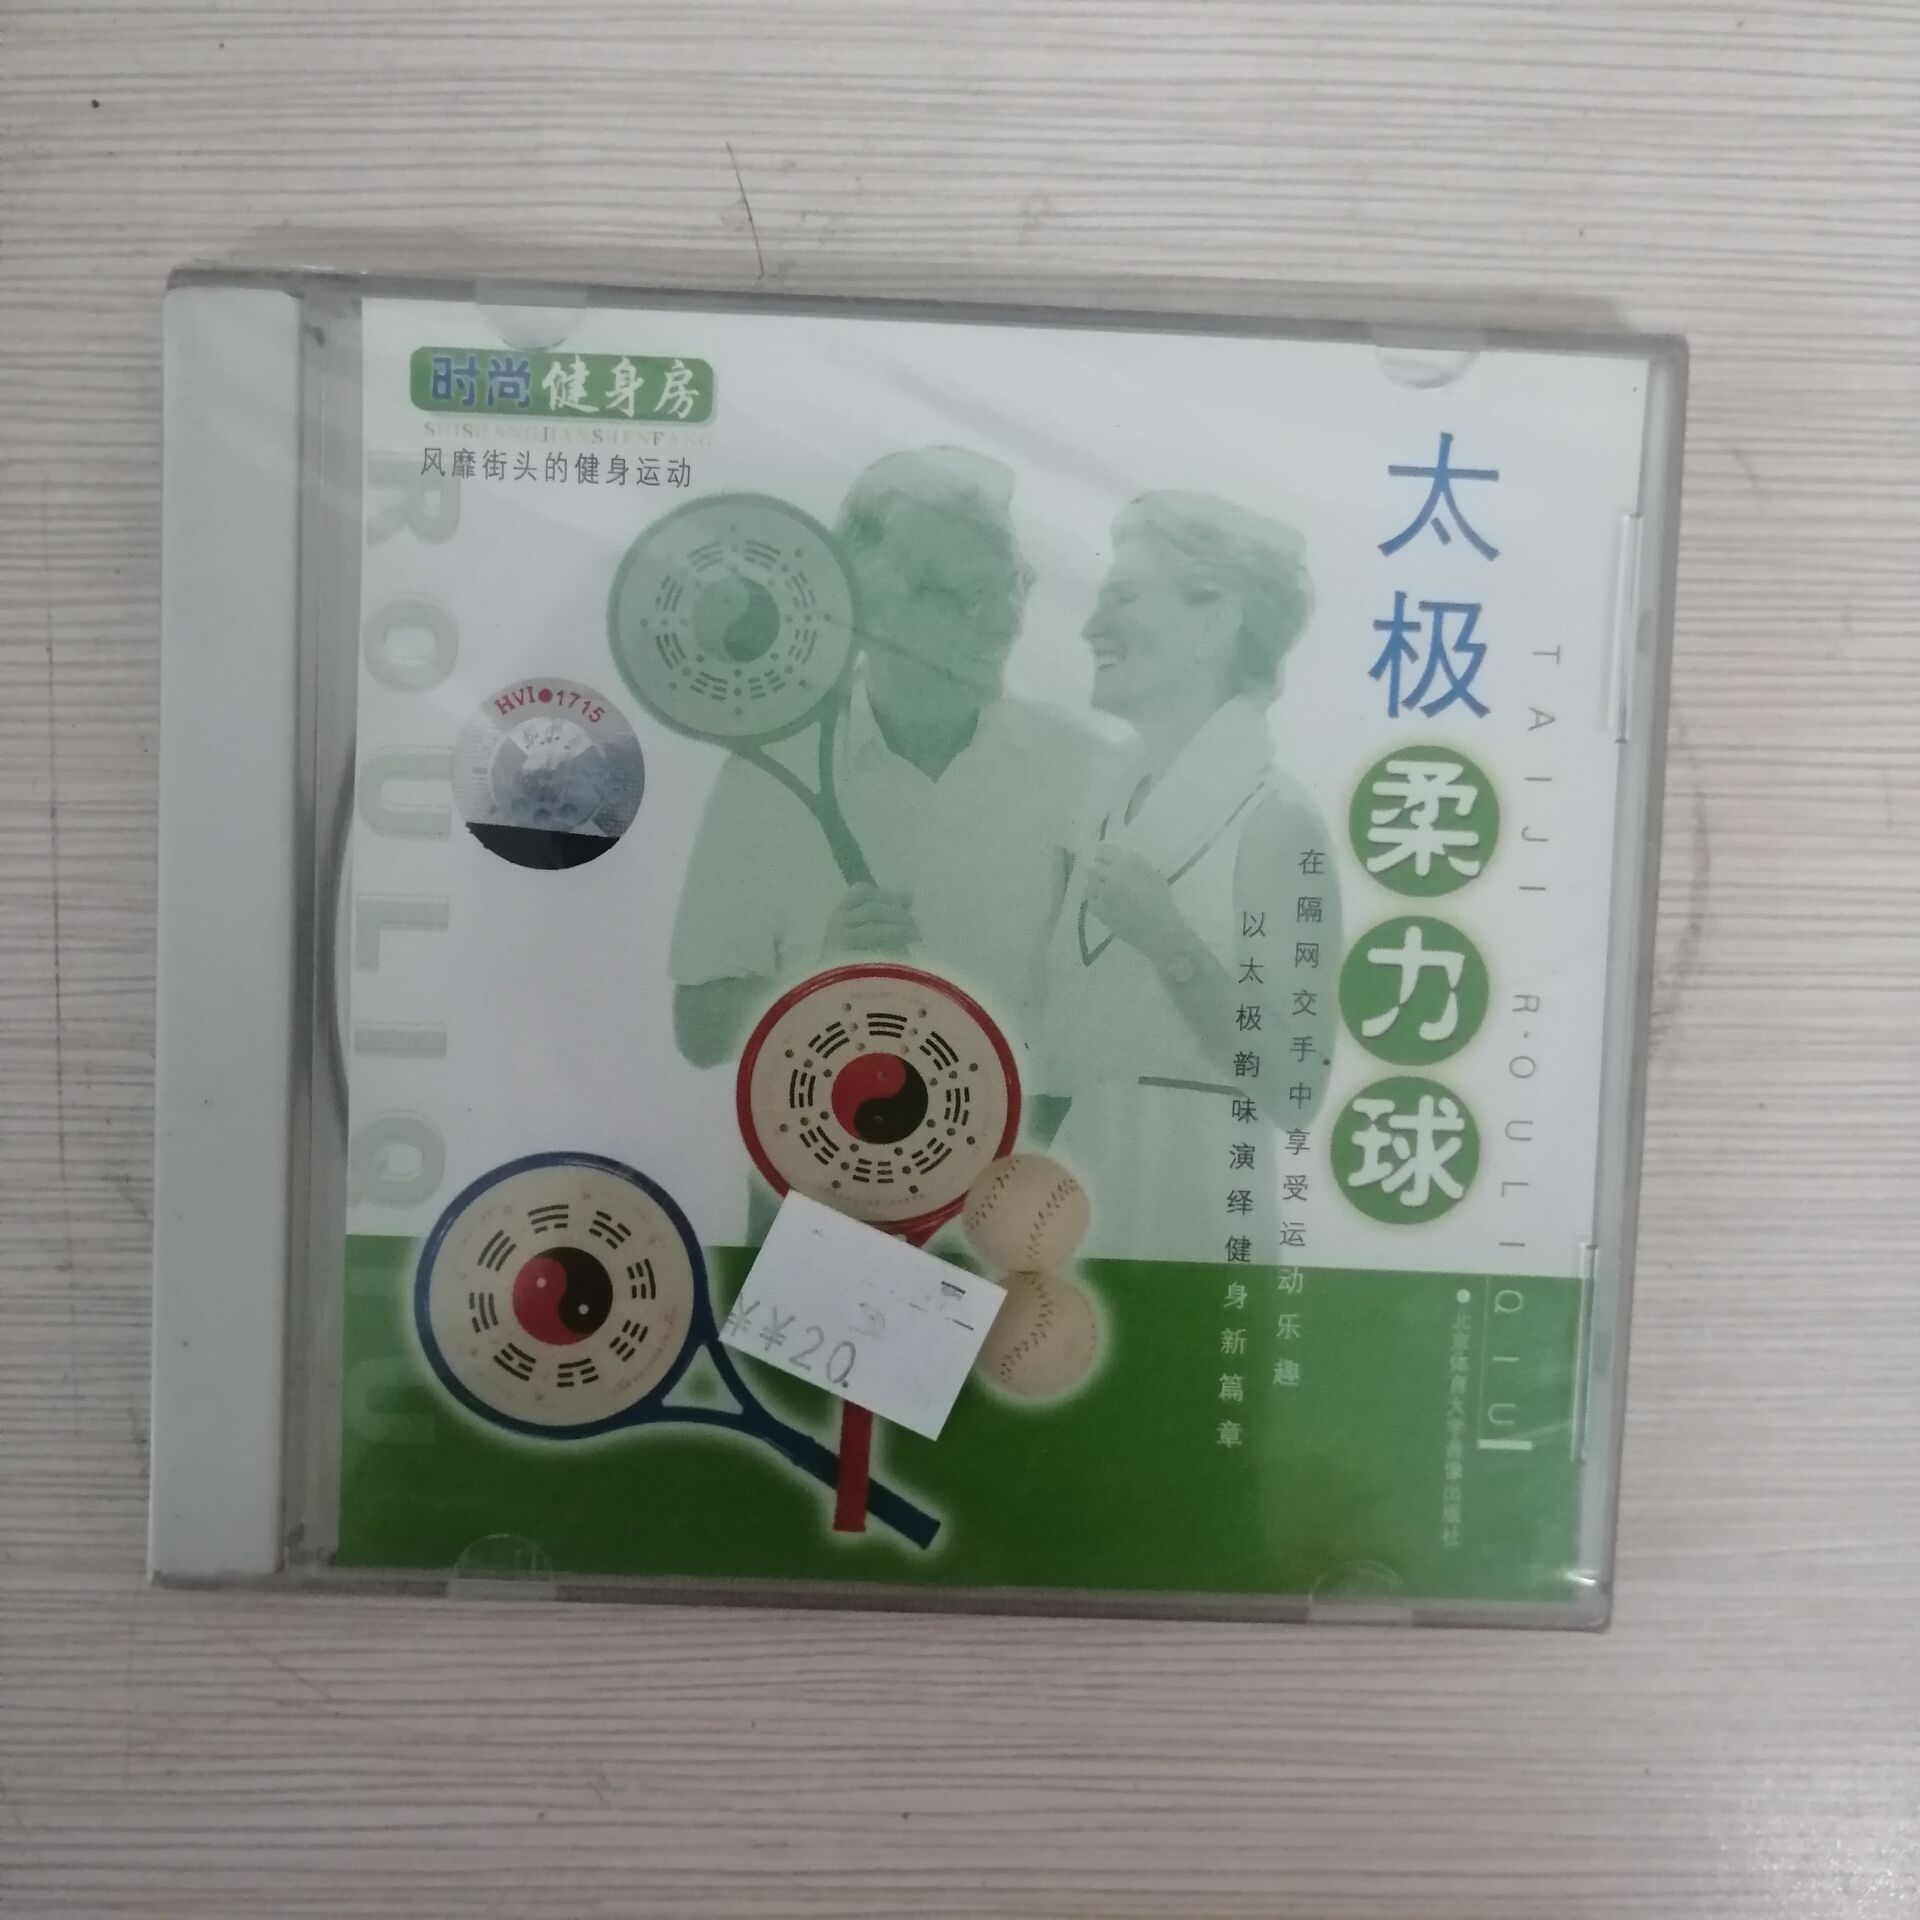 时尚健身房
SHISHANGJIANSHENFANG
风靡街头的健身运动
ROULIQIU
HVI●1715
太极柔力球
TAIJI R·OULIQIU
在隔网交手中享受运动乐趣
以太极韵味演绎健身新篇章
●北京体育大学音像出版社
¥¥20.